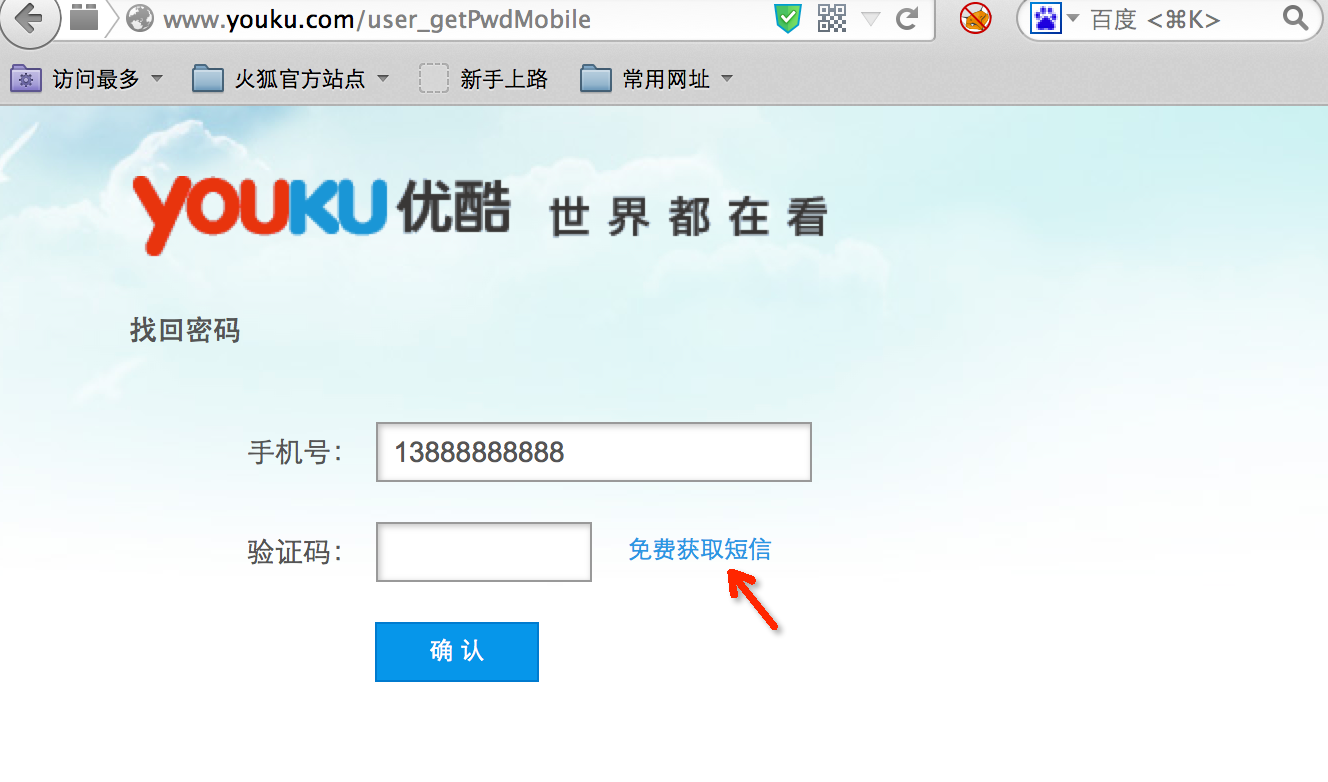 www.youku.com/user_getPwdMobile
百度 <⌘K>
访问最多 火狐官方站点 新手上路 常用网址
YOUKU 优酷 世界都在看
找回密码
手机号： 13888888888
验证码： 免费获取短信
确 认